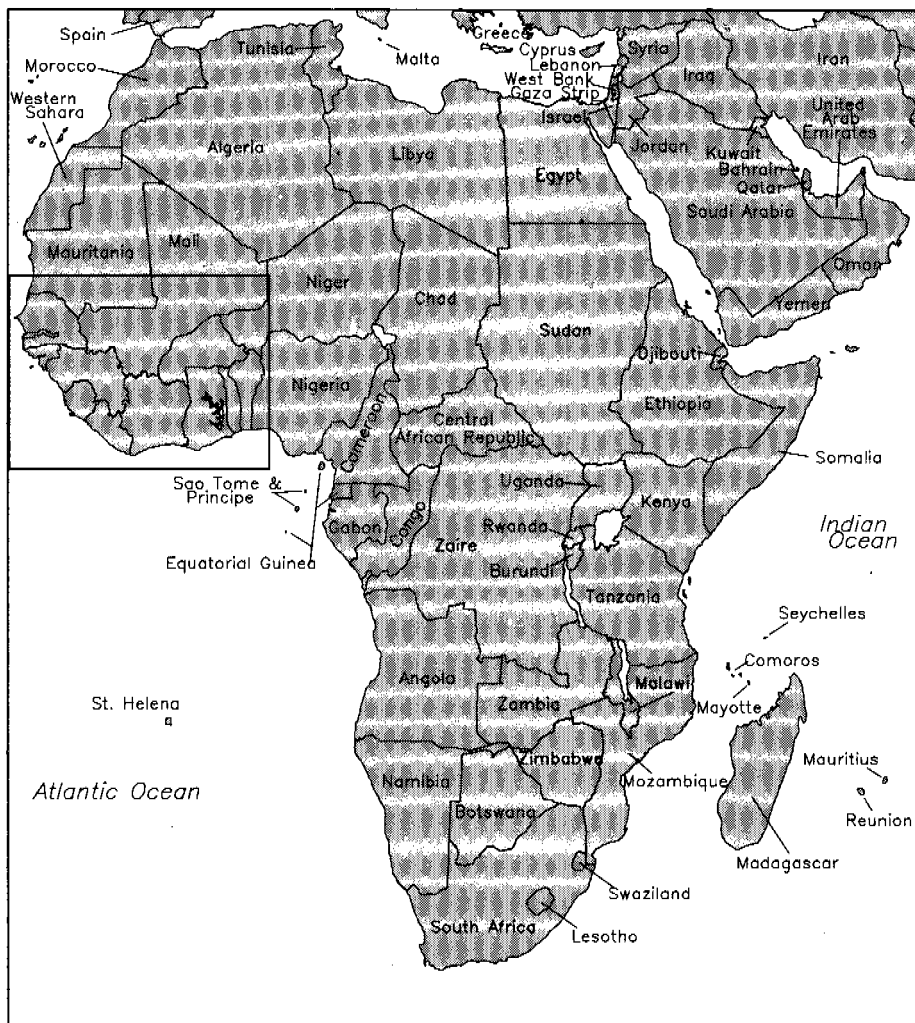 Spain
Greece
Tunisia
Malta
Cyprus
Syria
Morocco
Lebanon
West Bank
Gaza Strip
Iraq
Iran
Western
Sahara
Israel
Jordan
Kuwait
Bahrain
Qatar
United
Arab
Emirates
Algeria
Libya
Egypt
Saudi Arabia
Mauritania
Mali
Niger
Chad
Sudan
Oman
Yemen
Djibouti
Nigeria
Ethiopia
Central
African Republic
Cameroon
Somalia
Sao Tome &
Principe
Uganda
Kenya
Gabon
Congo
Zaire
Rwanda
Burundi
Indian
Ocean
Equatorial Guinea
Tanzania
Seychelles
Comoros
Angola
Zambia
Malawi
Mayotte
St. Helena
Zimbabwe
Mozambique
Mauritius
Namibia
Atlantic Ocean
Botswana
Reunion
Madagascar
Swaziland
South Africa
Lesotho